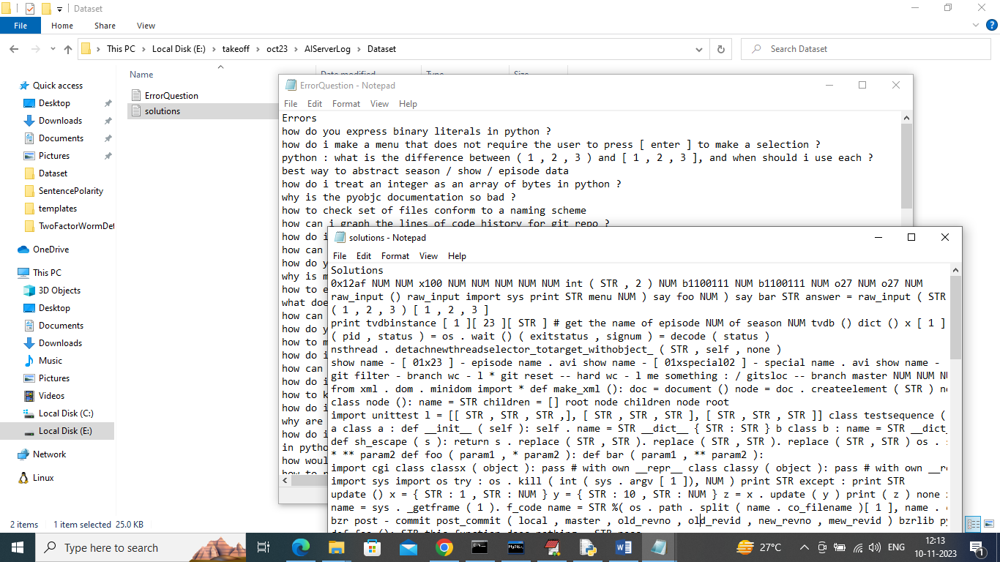 Dataset
File Home Share View
This PC Local Disk (E:) takeoff oct23 AIServerLog Dataset
Search Dataset
Name
Quick access
Desktop
Downloads
Documents
Pictures
Dataset
SentencePolarity
templates
TwoFactorWormDet
OneDrive
This PC
3D Objects
Desktop
Documents
Downloads
Music
Pictures
Videos
Local Disk (C:)
Local Disk (E:)
Network
Linux
ErrorQuestion
solutions
2 items 1 item selected 25.0 KB
ErrorQuestion - Notepad
File Edit Format View Help
Errors
how do you express binary literals in python ?
how do i make a menu that does not require the user to press [ enter ] to make a selection ?
python : what is the difference between ( 1 , 2 , 3 ) and [ 1 , 2 , 3 ], and when should i use each ?
best way to abstract season / show / episode data
how do i treat an integer as an array of bytes in python ?
why is the pyobjc documentation so bad ?
how to check set of files conform to a naming scheme
how can i graph the lines of code history for git repo ?
how do i
how can
how do y
why is m
how to e
what doe
how can
how do y
how to m
how can
how do i
how to k
how do i
why are
how do i
in pytho
how woul
solutions - Notepad
File Edit Format View Help
Solutions
0x12af NUM NUM x100 NUM NUM NUM NUM NUM int ( STR , 2 ) NUM b1100111 NUM b1100111 NUM o27 NUM o27 NUM
raw_input () raw_input import sys print STR menu NUM ) say foo NUM ) say bar STR answer = raw_input ( STR
( 1 , 2 , 3 ) [ 1 , 2 , 3 ]
print tvdbinstance [ 1 ][ 23 ][ STR ] # get the name of episode NUM of season NUM tvdb () dict () x [ 1 ]
( pid , status ) = os . wait () ( exitstatus , signum ) = decode ( status )
nsthread . detachnewthreadselector_totarget_withobject_ ( STR , self , none )
show name - [ 01x23 ] - episode name . avi show name - [ 01xspecial02 ] - special name . avi show name -
git filter - branch wc - l * git reset -- hard wc - l me something : / gitsloc -- branch master NUM NUM NU
from xml . dom . minidom import * def make_xml (): doc = document () node = doc . createelement ( STR ) no
class node (): name = STR children = [] root node children node root
import unittest l = [[ STR , STR , STR ,], [ STR , STR , STR ], [ STR , STR , STR ]] class testsequence (
a class a : def __init__ ( self ): self . name = STR __dict__ { STR : STR } b class b : name = STR __dict_
def sh_escape ( s ): return s . replace ( STR , STR ). replace ( STR , STR ). replace ( STR , STR ) os . s
* ** param2 def foo ( param1 , * param2 ): def bar ( param1 , ** param2 ):
import cgi class classx ( object ): pass # with own __repr__ class classy ( object ): pass # with own __re
import sys import os try : os . kill ( int ( sys . argv [ 1 ]), NUM ) print STR except : print STR
update () x = { STR : 1 , STR : NUM } y = { STR : 10 , STR : NUM } z = x . update ( y ) print ( z ) none x
name = sys . _getframe ( 1 ). f_code name = STR %( os . path . split ( name . co_filename )[ 1 ], name . c
bzr post - commit post_commit ( local , master , old_revno , old_revid , new_revno , mew_revid ) bzrlib py
Type here to search
27°C
ENG
12:13
10-11-2023
1